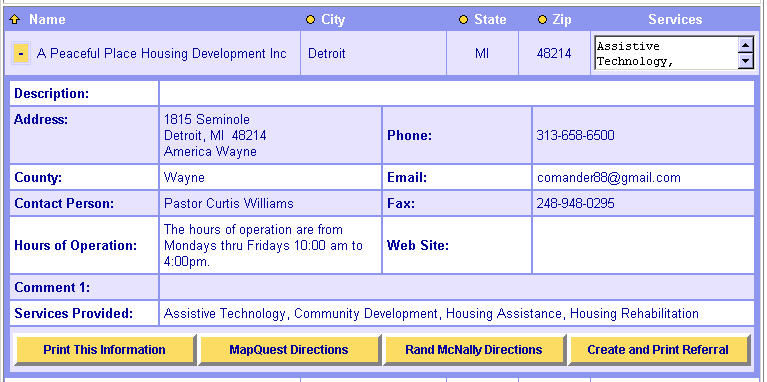 Name City State Zip Services
- A Peaceful Place Housing Development Inc Detroit MI 48214 Assistive
Technology,
Description:
Address: 1815 Seminole
Detroit, MI 48214 Phone: 313-658-6500
America Wayne
County: Wayne Email: comander88@gmail.com
Contact Person: Pastor Curtis Williams Fax: 248-948-0295
The hours of operation are from
Hours of Operation: Mondays thru Fridays 10:00 am to Web Site:
4:00pm.
Comment 1:
Services Provided: Assistive Technology, Community Development, Housing Assistance, Housing Rehabilitation
Print This Information MapQuest Directions Rand McNally Directions Create and Print Referral